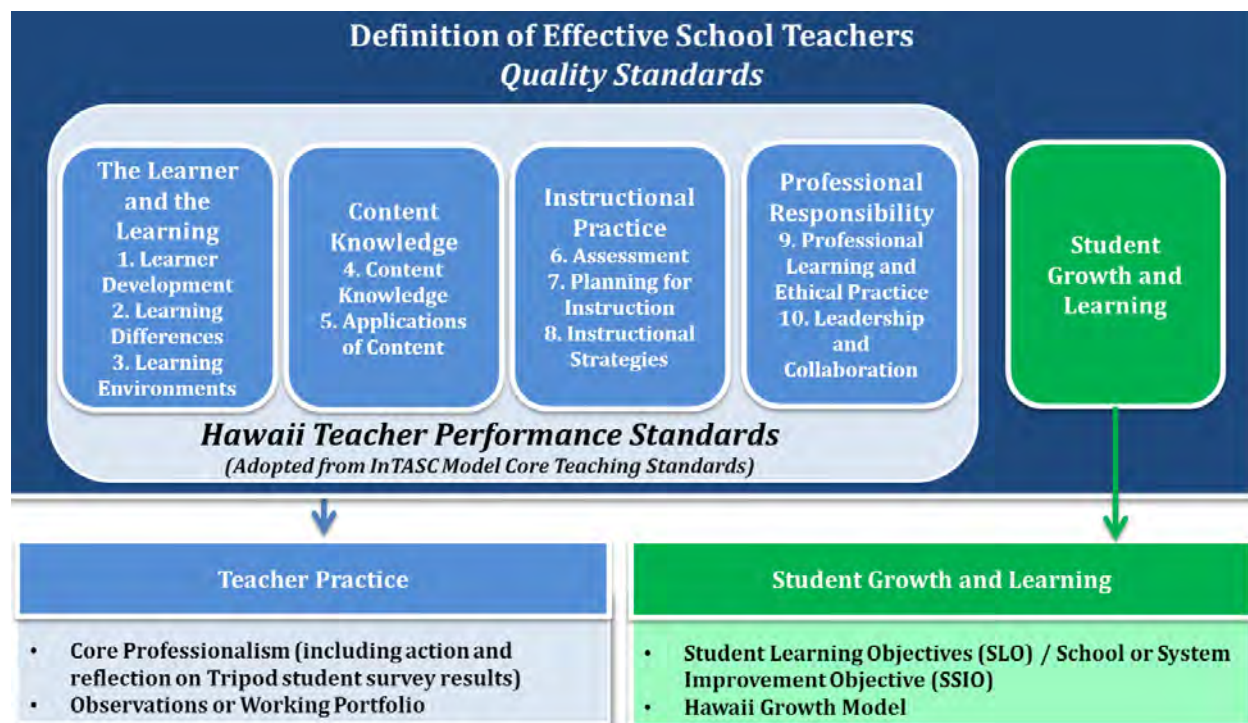 Definition of Effective School Teachers
Quality Standards
The Learner
and the
Learning
1. Learner
Development
2. Learning
Differences
3. Learning
Environments
Content
Knowledge
4. Content
Knowledge
5. Applications
of Content
Instructional
Practice
6. Assessment
7. Planning for
Instruction
8. Instructional
Strategies
Professional
Responsibility
9. Professional
Learning and
Ethical Practice
10. Leadership
and
Collaboration
Student
Growth and
Learning
Hawaii Teacher Performance Standards
(Adopted from InTASC Model Core Teaching Standards)
Teacher Practice
• Core Professionalism (including action and
reflection on Tripod student survey results)
• Observations or Working Portfolio
Student Growth and Learning
• Student Learning Objectives (SLO) / School or System
Improvement Objective (SSIO)
• Hawaii Growth Model